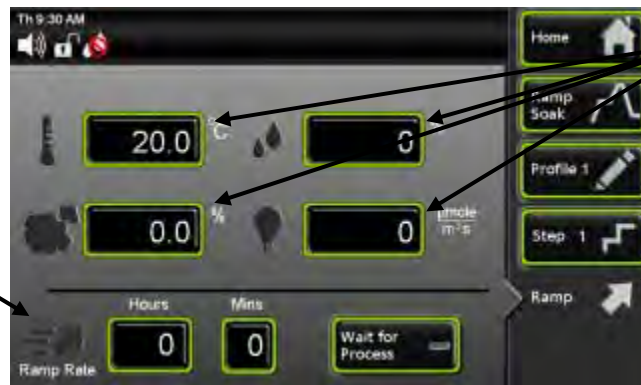 Th 9:30 AM
Home
Ramp
Soak
20.0 °C
0
Profile 1
0.0 %
0 µmole
m²s
Step 1
Hours Mins
Ramp
0 0
Wait for
Process
Ramp Rate